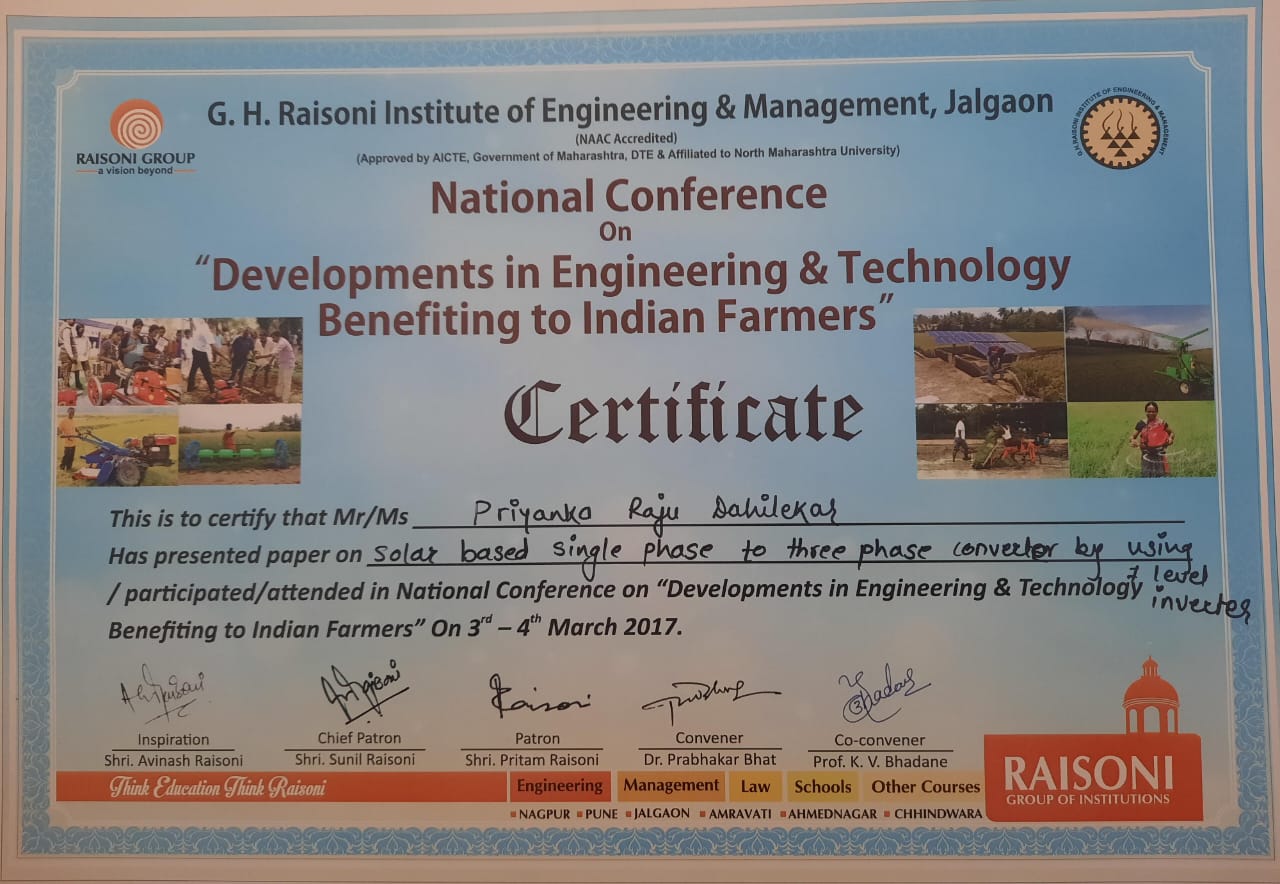 G. H. Raisoni Institute of Engineering & Management, Jalgaon
(NAAC Accredited)
(Approved by AICTE, Government of Maharashtra, DTE & Affiliated to North Maharashtra University)
RAISONI GROUP
a vision beyond
G.H.RAISONI INSTITUTE OF ENGINEERING & MANAGEMENT
National Conference
On
“Developments in Engineering & Technology
Benefiting to Indian Farmers”
Certificate
This is to certify that Mr/Ms Priyanka Raju Dahilekar
Has presented paper on solar based single phase to three phase convertor by using
7 level
inverter
/ participated/attended in National Conference on “Developments in Engineering & Technology
Benefiting to Indian Farmers” On 3rd – 4th March 2017.
Inspiration
Shri. Avinash Raisoni
Chief Patron
Shri. Sunil Raisoni
Patron
Shri. Pritam Raisoni
Convener
Dr. Prabhakar Bhat
Co-convener
Prof. K. V. Bhadane
Think Education Think Raisoni
Engineering Management Law Schools Other Courses
NAGPUR PUNE JALGAON AMRAVATI AHMEDNAGAR CHHINDWARA
RAISONI
GROUP OF INSTITUTIONS